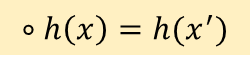 ∘ ℎ(𝑥) = ℎ(𝑥′)